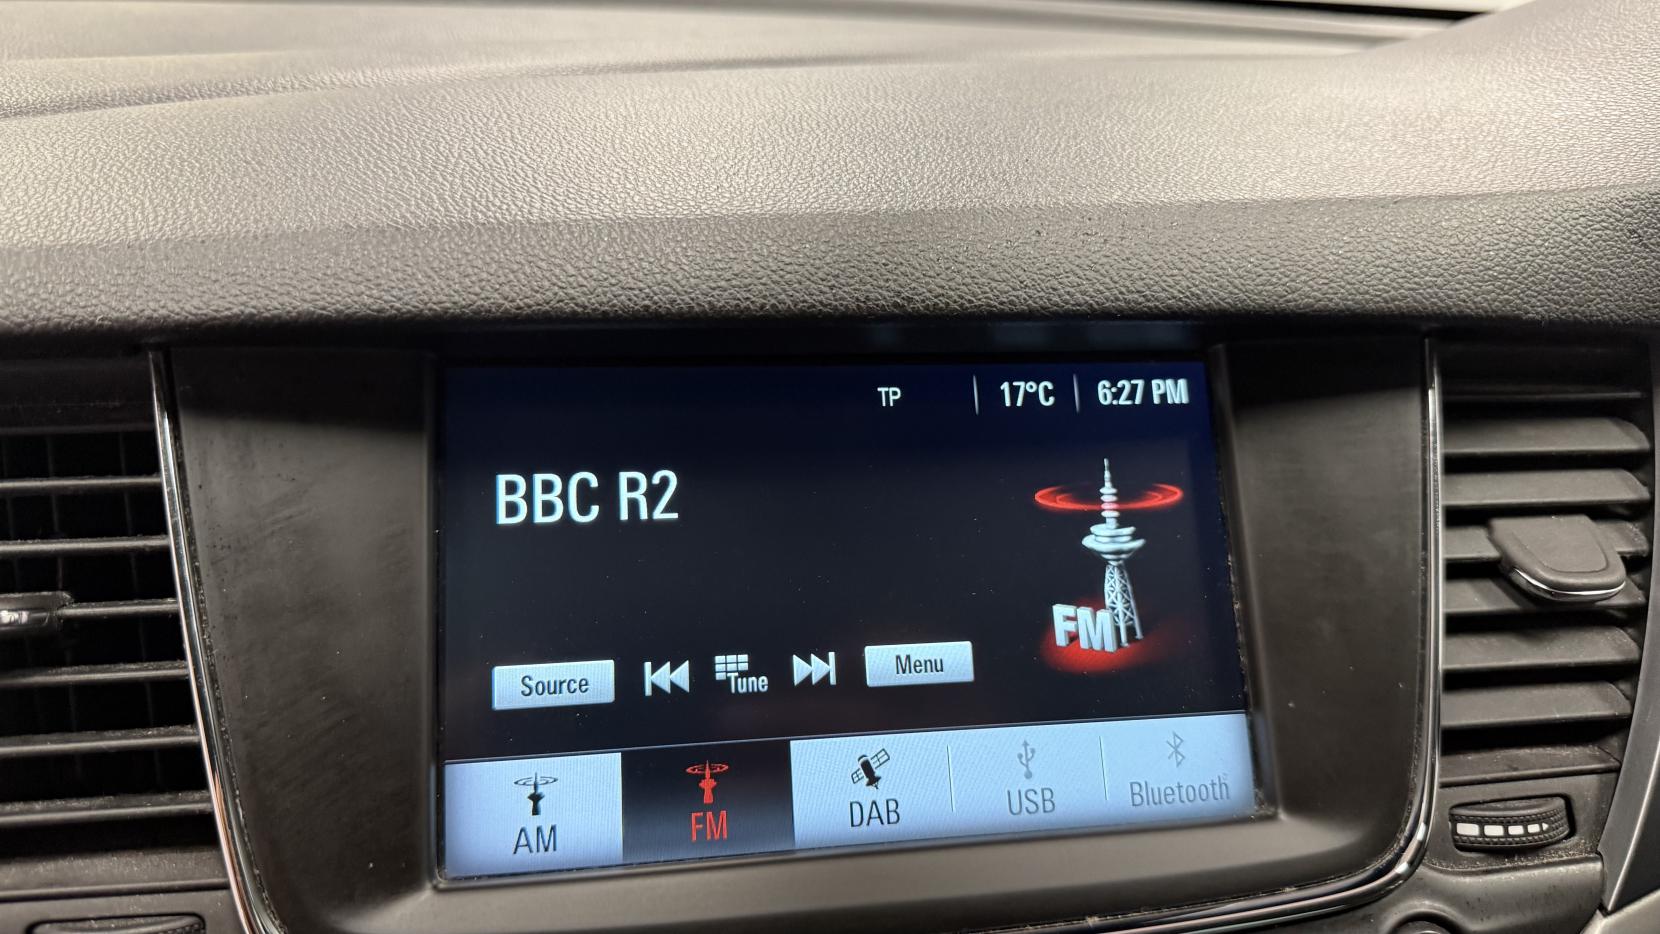 TP 17°C 6:27 PM
BBC R2
FM
Source Tune Menu
AM FM DAB USB Bluetooth